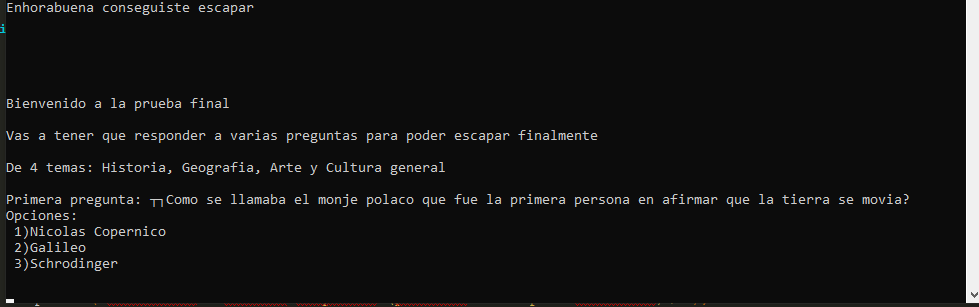 Enhorabuena conseguiste escapar
Bienvenido a la prueba final
Vas a tener que responder a varias preguntas para poder escapar finalmente
De 4 temas: Historia, Geografia, Arte y Cultura general
Primera pregunta: ┬┐Como se llamaba el monje polaco que fue la primera persona en afirmar que la tierra se movia?
Opciones:
1)Nicolas Copernico
2)Galileo
3)Schrodinger